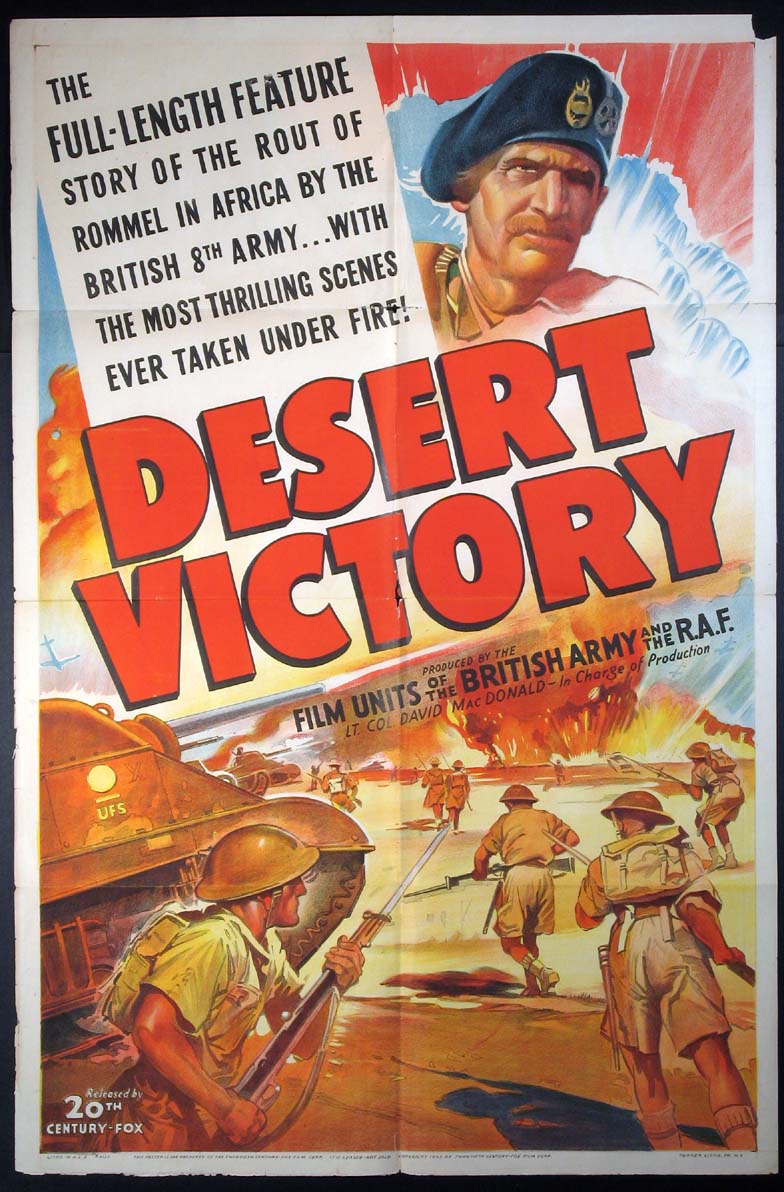 THE
FULL-LENGTH FEATURE
STORY OF THE ROUT OF
ROMMEL IN AFRICA BY THE
BRITISH 8TH ARMY...WITH
THE MOST THRILLING SCENES
EVER TAKEN UNDER FIRE!
DESERT
VICTORY
PRODUCED BY THE
FILM UNITS OF THE BRITISH ARMY AND THE R.A.F.
LT. COL DAVID MacDONALD - In Charge of Production
UFS
Released by
20TH
CENTURY-FOX
LITHO IN U.S.A.